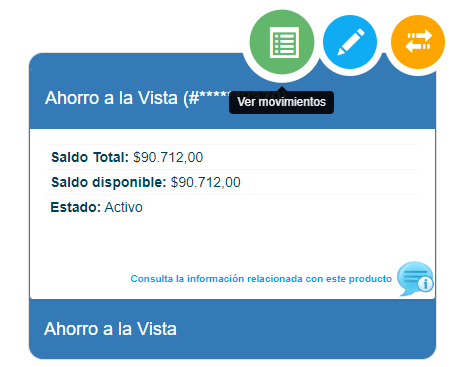 Ahorro a la Vista (#****
Ver movimientos
Saldo Total: $90.712,00
Saldo disponible: $90.712,00
Estado: Activo
Consulta la información relacionada con este producto
Ahorro a la Vista